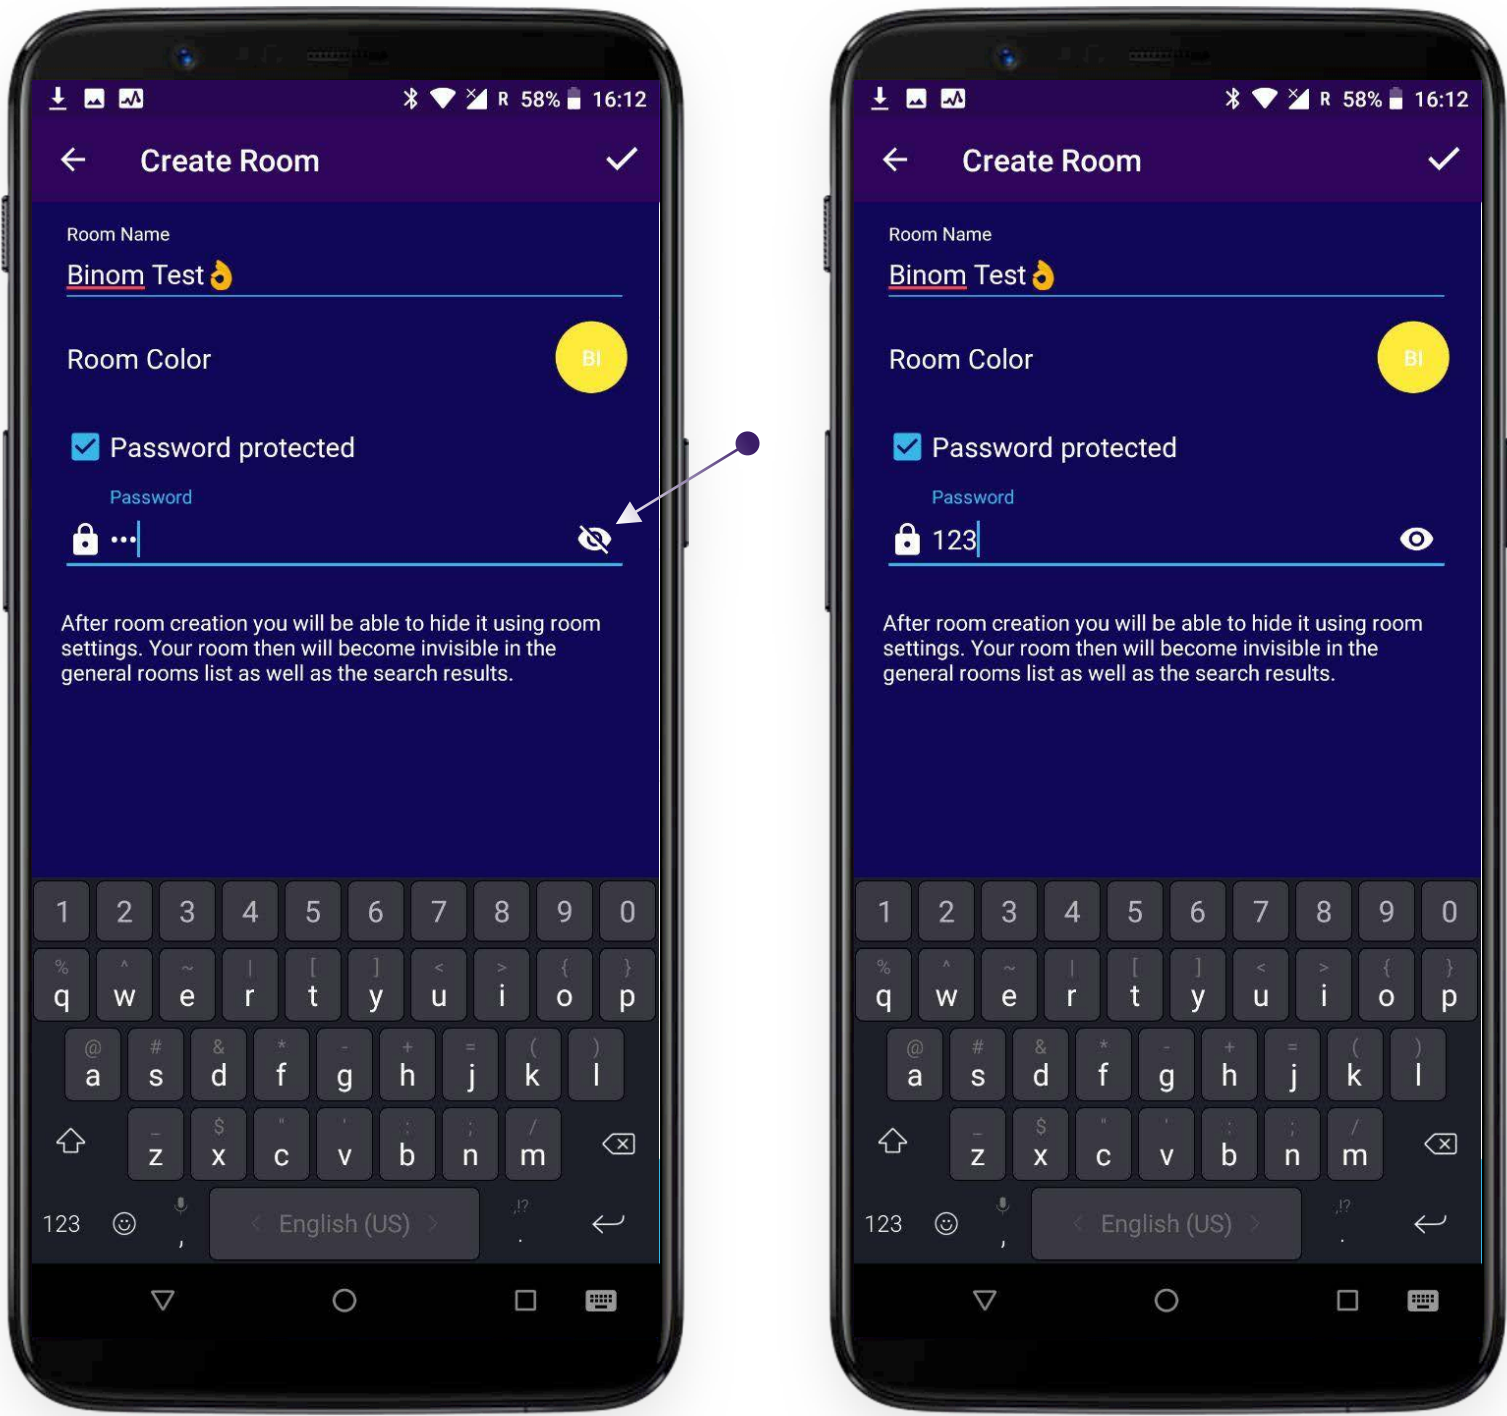 R 58% 16:12
Create Room
Room Name
Binom Test👌
Room Color
BI
Password protected
Password
•••
After room creation you will be able to hide it using room
settings. Your room then will become invisible in the
general rooms list as well as the search results.
1 2 3 4 5 6 7 8 9 0
% ^ ~ | [ ] < > { }
q w e r t y u i o p
@ # & * - + = ( )
a s d f g h j k l
_ $ " ' : ; /
z x c v b n m
,!?
123 , < English (US) > .
R 58% 16:12
Create Room
Room Name
Binom Test👌
Room Color
BI
Password protected
Password
123
After room creation you will be able to hide it using room
settings. Your room then will become invisible in the
general rooms list as well as the search results.
1 2 3 4 5 6 7 8 9 0
% ^ ~ | [ ] < > { }
q w e r t y u i o p
@ # & * - + = ( )
a s d f g h j k l
_ $ " ' : ; /
z x c v b n m
,!?
123 , < English (US) > .